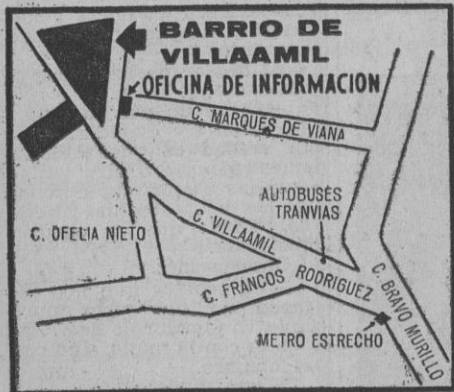 BARRIO DE
VILLAAMIL
OFICINA DE INFORMACION
C. MARQUES DE VIANA
AUTOBUSES
TRANVIAS
C. VILLAAMIL
C. OFELIA NIETO
C. FRANCOS RODRIGUEZ
C. BRAVO MURILLO
METRO ESTRECHO